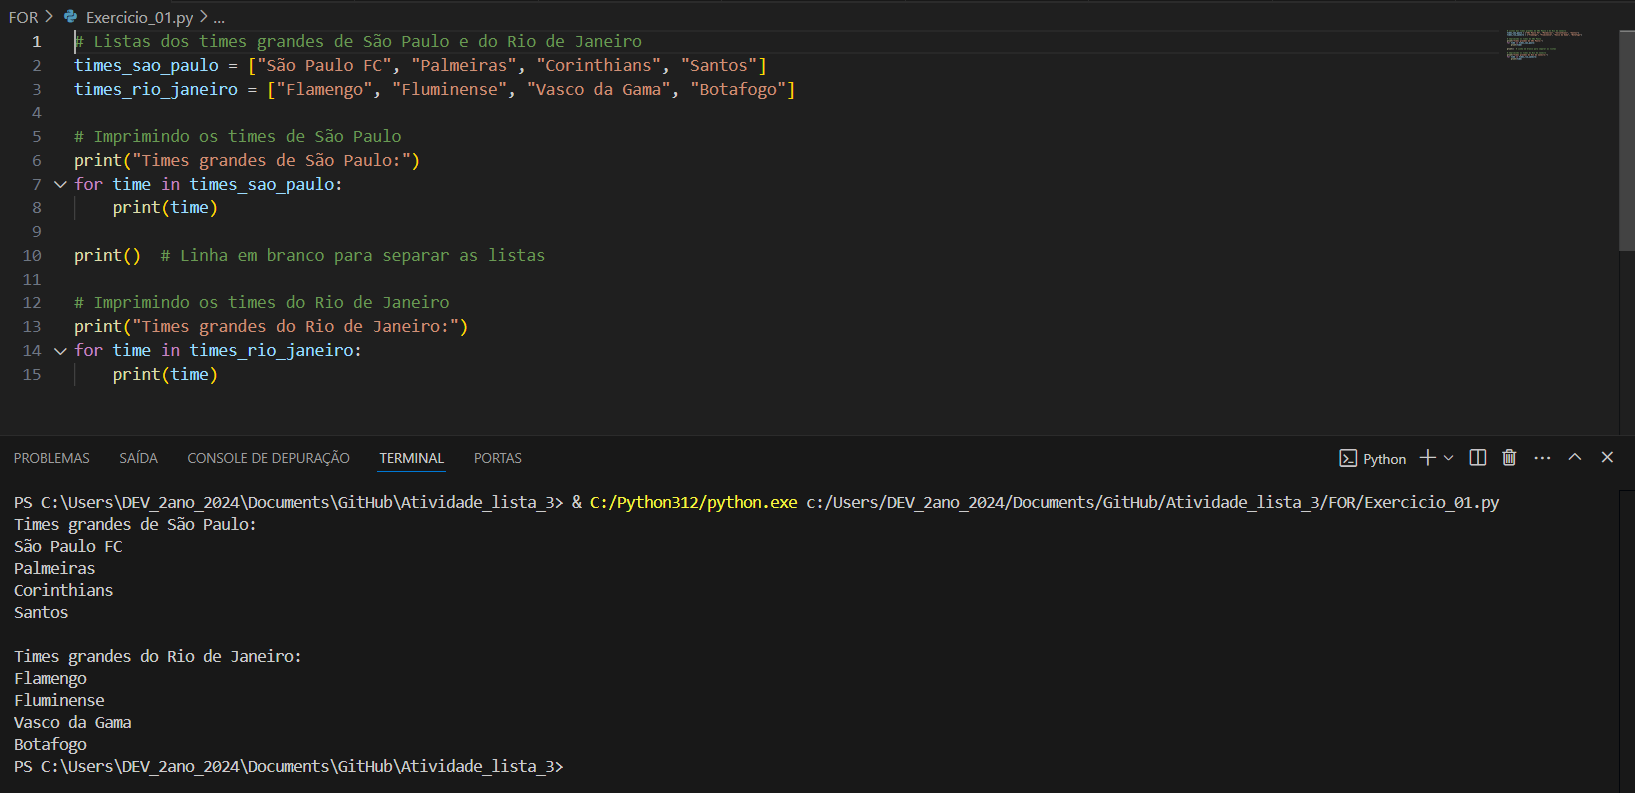 FOR > Exercicio_01.py > ...
1 # Listas dos times grandes de São Paulo e do Rio de Janeiro
2 times_sao_paulo = ["São Paulo FC", "Palmeiras", "Corinthians", "Santos"]
3 times_rio_janeiro = ["Flamengo", "Fluminense", "Vasco da Gama", "Botafogo"]
4
5 # Imprimindo os times de São Paulo
6 print("Times grandes de São Paulo:")
7 for time in times_sao_paulo:
8 print(time)
9
10 print()  # Linha em branco para separar as listas
11
12 # Imprimindo os times do Rio de Janeiro
13 print("Times grandes do Rio de Janeiro:")
14 for time in times_rio_janeiro:
15 print(time)
PROBLEMAS SAÍDA CONSOLE DE DEPURAÇÃO TERMINAL PORTAS Python
PS C:\Users\DEV_2ano_2024\Documents\GitHub\Atividade_lista_3> & C:/Python312/python.exe c:/Users/DEV_2ano_2024/Documents/GitHub/Atividade_lista_3/FOR/Exercicio_01.py
Times grandes de São Paulo:
São Paulo FC
Palmeiras
Corinthians
Santos
Times grandes do Rio de Janeiro:
Flamengo
Fluminense
Vasco da Gama
Botafogo
PS C:\Users\DEV_2ano_2024\Documents\GitHub\Atividade_lista_3>